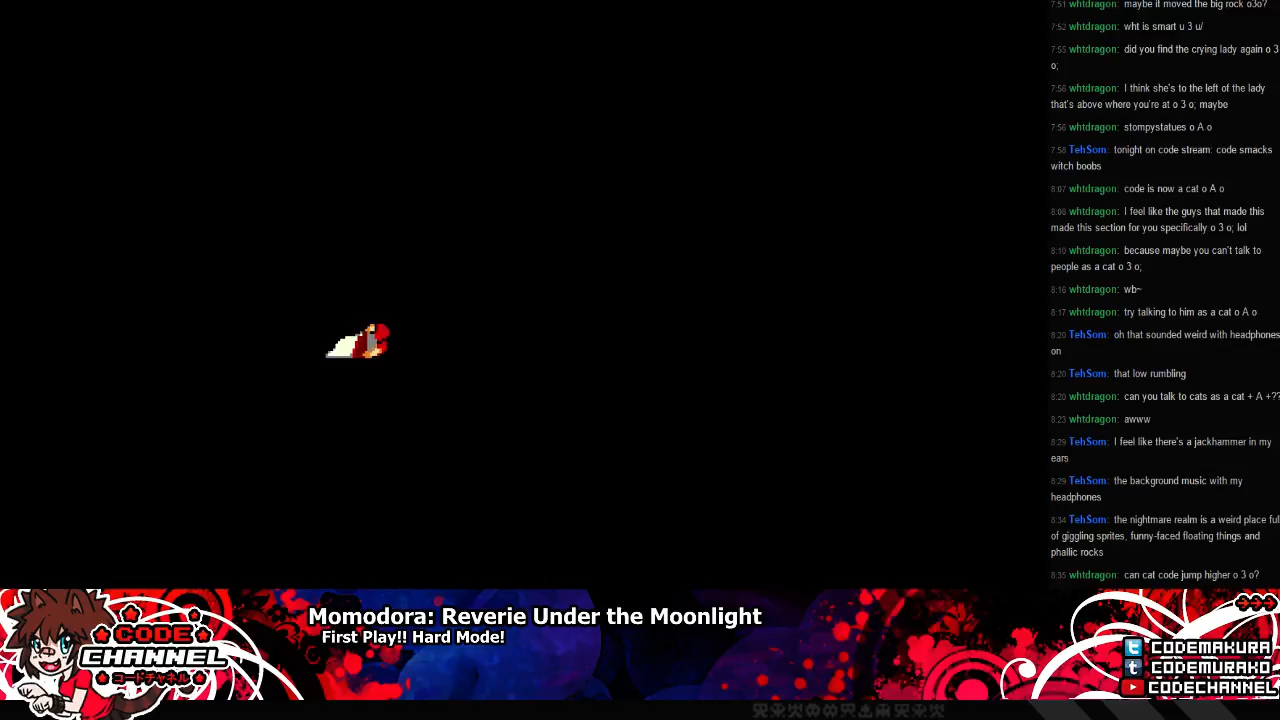 7:51 whtdragon: maybe it moved the big rock o3o?
7:52 whtdragon: wht is smart u 3 u/
7:55 whtdragon: did you find the crying lady again o 3
o;
7:56 whtdragon: I think she's to the left of the lady
that's above where you're at o 3 o; maybe
7:56 whtdragon: stompystatues o A o
7:58 TehSom: tonight on code stream: code smacks
witch boobs
8:07 whtdragon: code is now a cat o A o
8:08 whtdragon: I feel like the guys that made this
made this section for you specifically o 3 o; lol
8:10 whtdragon: because maybe you can't talk to
people as a cat o 3 o;
8:16 whtdragon: wb~
8:17 whtdragon: try talking to him as a cat o A o
8:20 TehSom: oh that sounded weird with headphones
on
8:20 TehSom: that low rumbling
8:20 whtdragon: can you talk to cats as a cat + A +??
8:23 whtdragon: awww
8:29 TehSom: I feel like there's a jackhammer in my
ears
8:29 TehSom: the background music with my
headphones
8:34 TehSom: the nightmare realm is a weird place ful
of giggling sprites, funny-faced floating things and
phallic rocks
8:35 whtdragon: can cat code jump higher o 3 o?
Momodora: Reverie Under the Moonlight
First Play!! Hard Mode!
CODE
CHANNEL
コードチャンネル
CODEMAKURA
CODEMURAKO
CODECHANNEL